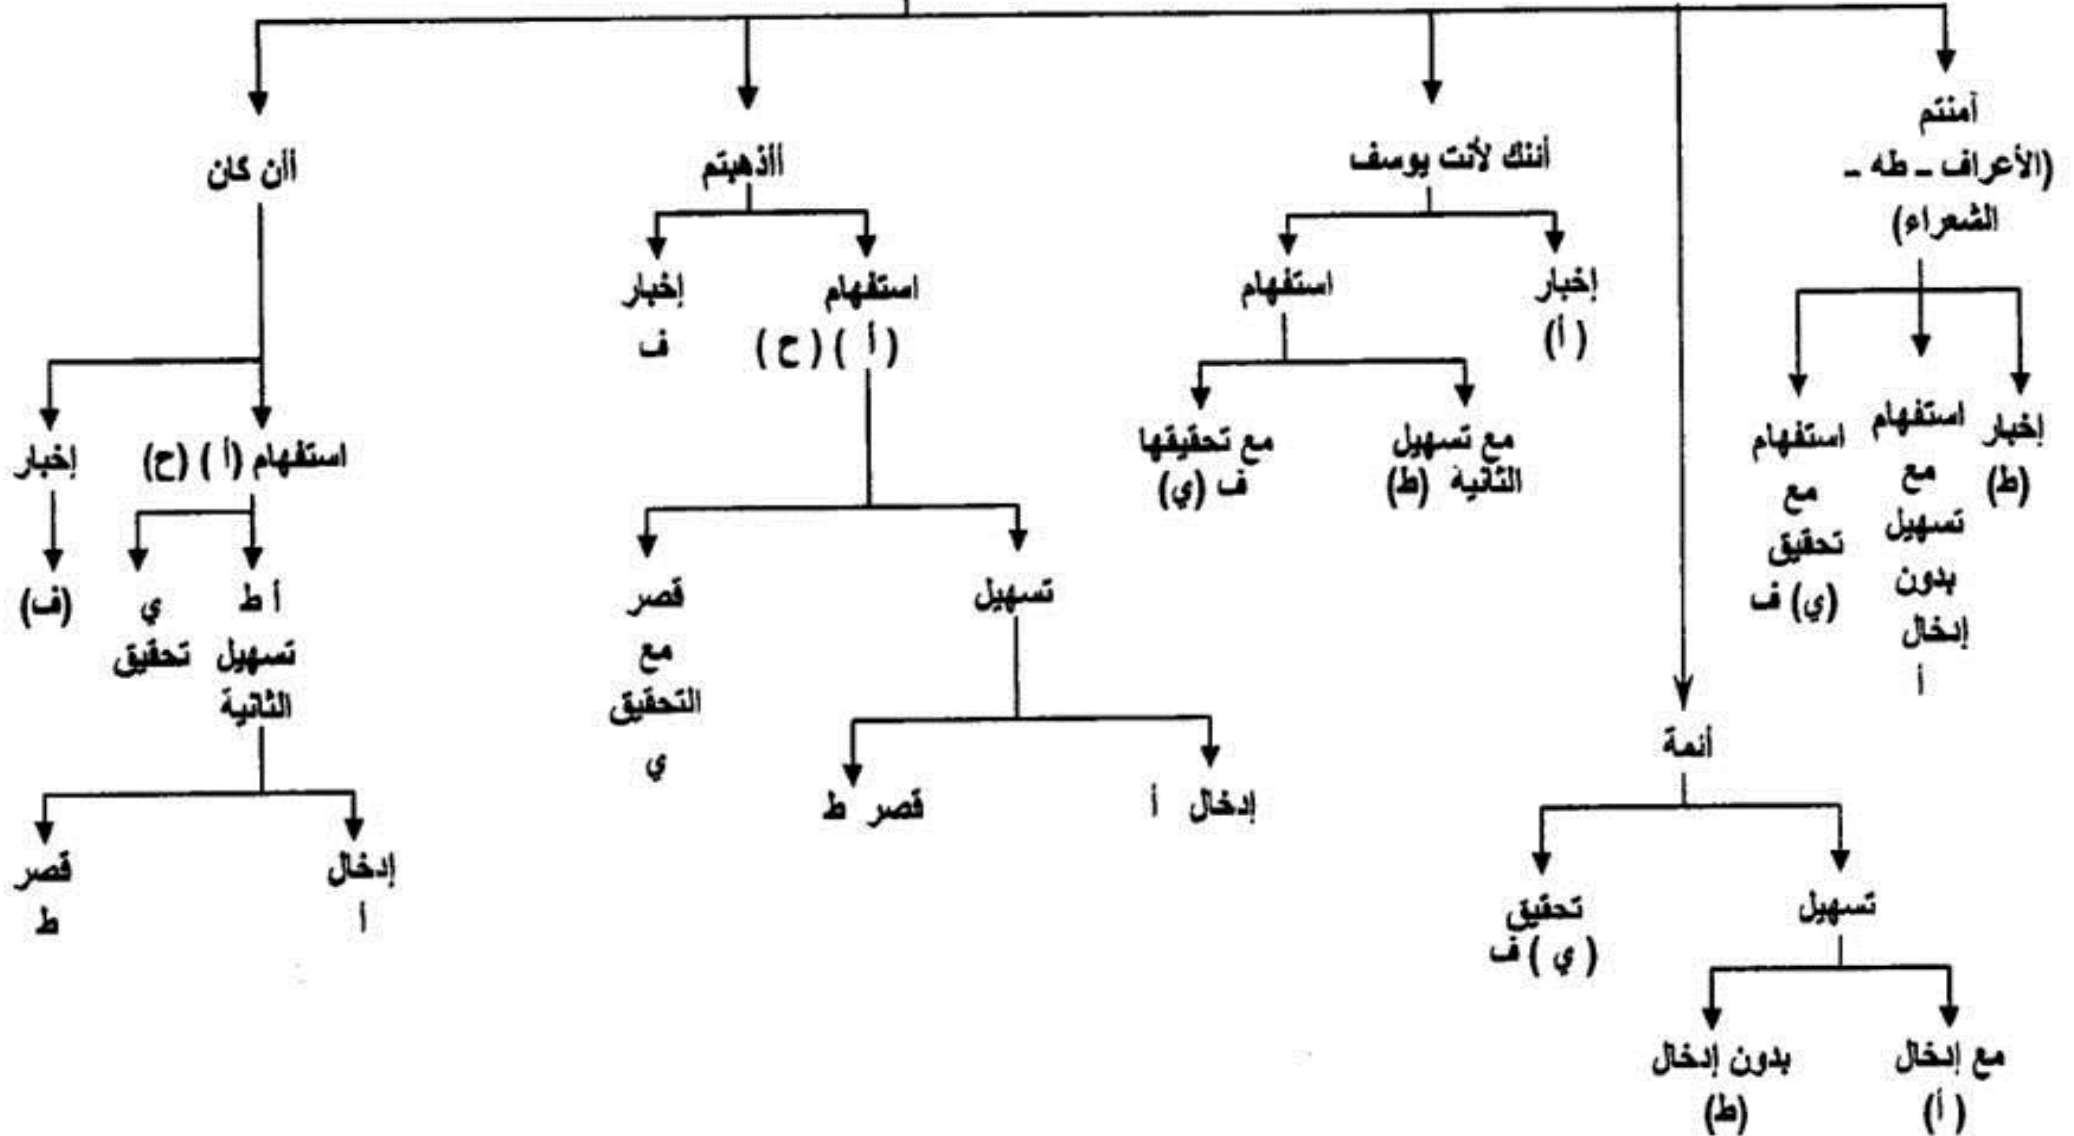 آمنتم
(الأعراف ـ طه ـ
الشعراء)
إخبار
(ط)
استفهام
مع
تسهيل
بدون
إدخال
أ
استفهام
مع
تحقيق
(ي) ف
أئمة
تسهيل
مع إدخال
(أ)
بدون إدخال
(ط)
تحقيق
(ي) ف
أئنك لأنت يوسف
إخبار
(أ)
استفهام
مع تسهيل
الثانية (ط)
مع تحقيقها
ف (ي)
أأذهبتم
استفهام
(أ) (ح)
تسهيل
إدخال أ
قصر ط
قصر
مع
التحقيق
ي
إخبار
ف
أأن كان
استفهام (أ) (ح)
أ ط
تسهيل
الثانية
إدخال
أ
قصر
ط
ي
تحقيق
إخبار
(ف)